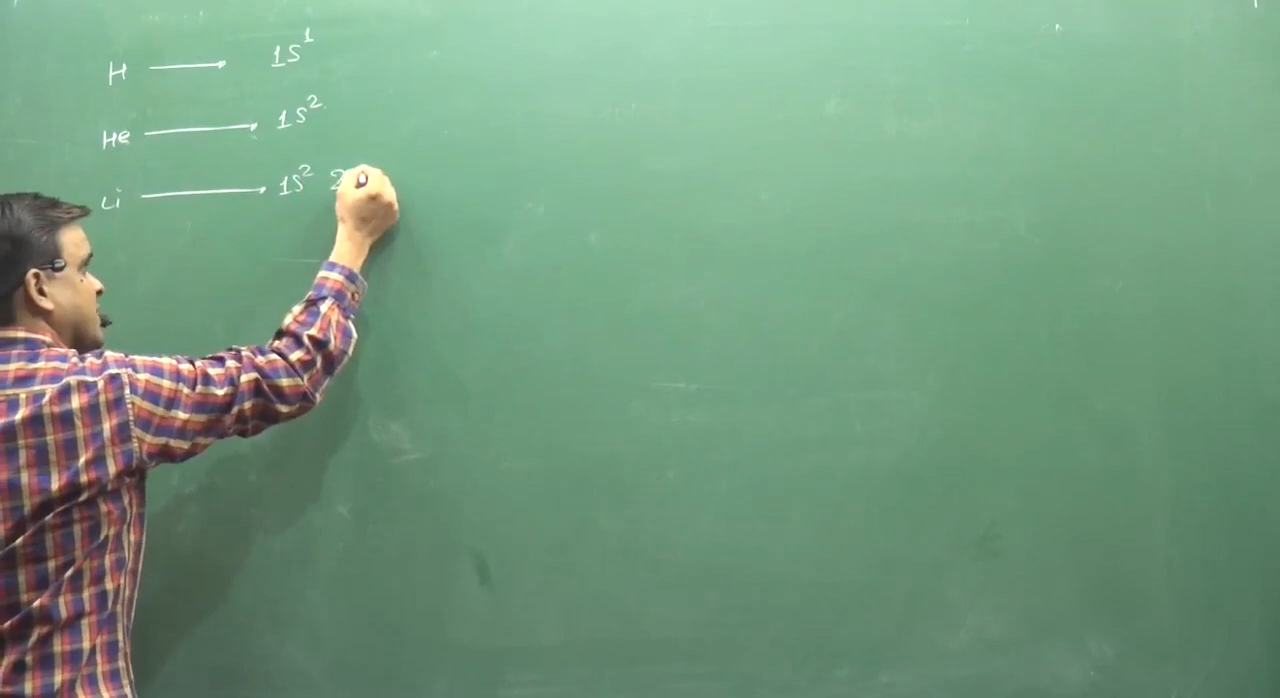 H → 1S¹
He → 1S²
Li → 1S² 2